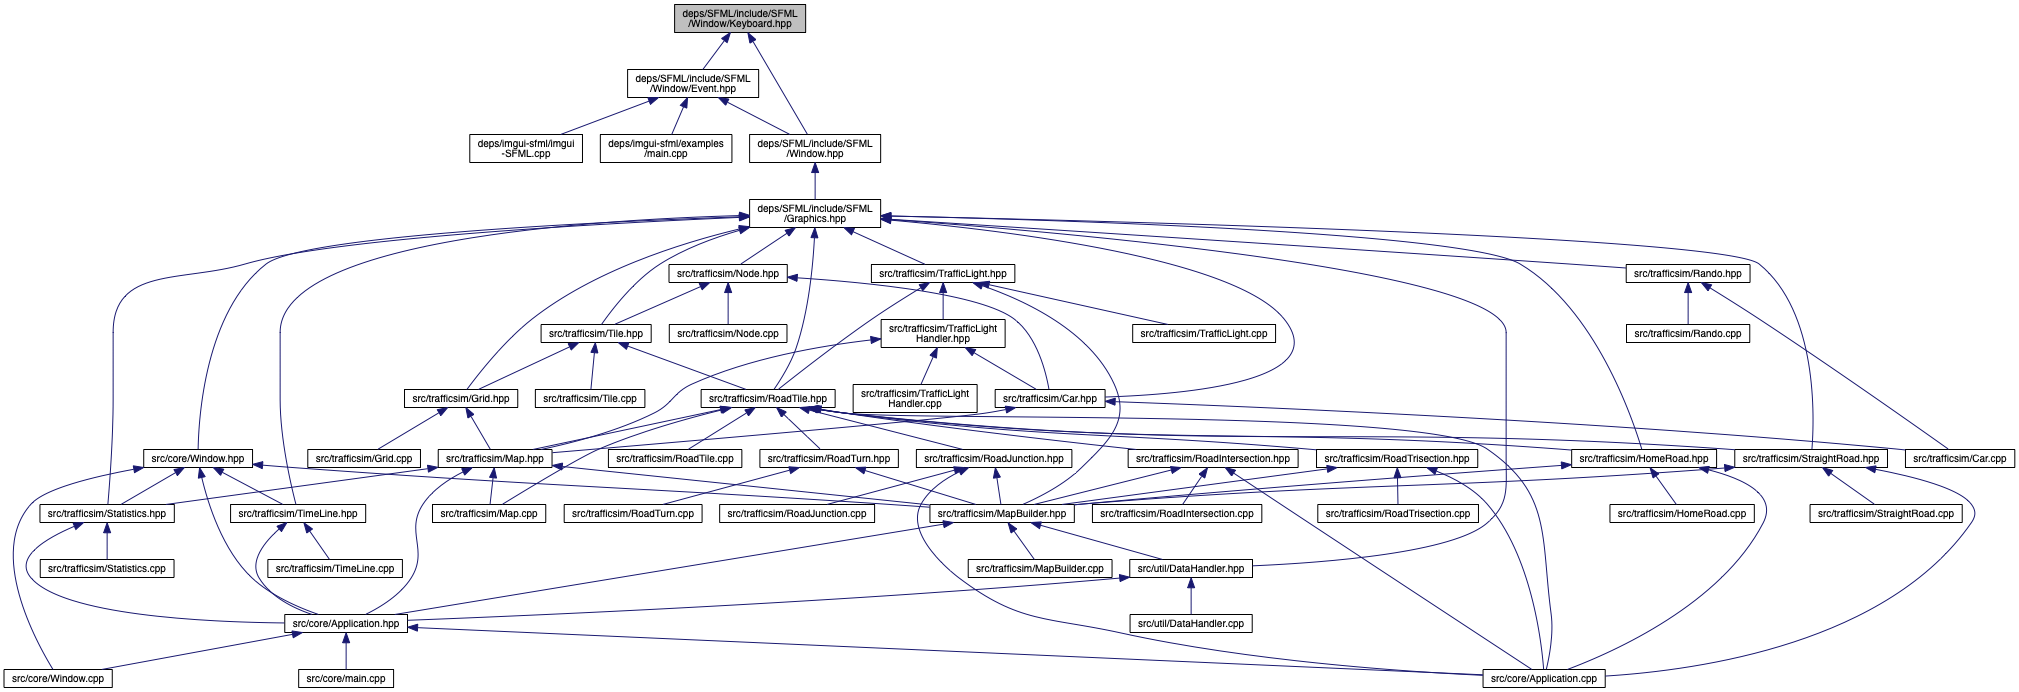 deps/SFML/include/SFML
/Window/Keyboard.hpp
deps/SFML/include/SFML
/Window/Event.hpp
deps/imgui-sfml/imgui
-SFML.cpp
deps/imgui-sfml/examples
/main.cpp
deps/SFML/include/SFML
/Window.hpp
deps/SFML/include/SFML
/Graphics.hpp
src/trafficsim/Node.hpp
src/trafficsim/TrafficLight.hpp
src/trafficsim/Rando.hpp
src/trafficsim/Tile.hpp
src/trafficsim/Node.cpp
src/trafficsim/TrafficLight
Handler.hpp
src/trafficsim/TrafficLight.cpp
src/trafficsim/Rando.cpp
src/trafficsim/Grid.hpp
src/trafficsim/Tile.cpp
src/trafficsim/RoadTile.hpp
src/trafficsim/TrafficLight
Handler.cpp
src/trafficsim/Car.hpp
src/core/Window.hpp
src/trafficsim/Grid.cpp
src/trafficsim/Map.hpp
src/trafficsim/RoadTile.cpp
src/trafficsim/RoadTurn.hpp
src/trafficsim/RoadJunction.hpp
src/trafficsim/RoadIntersection.hpp
src/trafficsim/RoadTrisection.hpp
src/trafficsim/HomeRoad.hpp
src/trafficsim/StraightRoad.hpp
src/trafficsim/Car.cpp
src/trafficsim/Statistics.hpp
src/trafficsim/TimeLine.hpp
src/trafficsim/Map.cpp
src/trafficsim/RoadTurn.cpp
src/trafficsim/RoadJunction.cpp
src/trafficsim/MapBuilder.hpp
src/trafficsim/RoadIntersection.cpp
src/trafficsim/RoadTrisection.cpp
src/trafficsim/HomeRoad.cpp
src/trafficsim/StraightRoad.cpp
src/trafficsim/Statistics.cpp
src/trafficsim/TimeLine.cpp
src/trafficsim/MapBuilder.cpp
src/util/DataHandler.hpp
src/core/Application.hpp
src/util/DataHandler.cpp
src/core/Window.cpp
src/core/main.cpp
src/core/Application.cpp